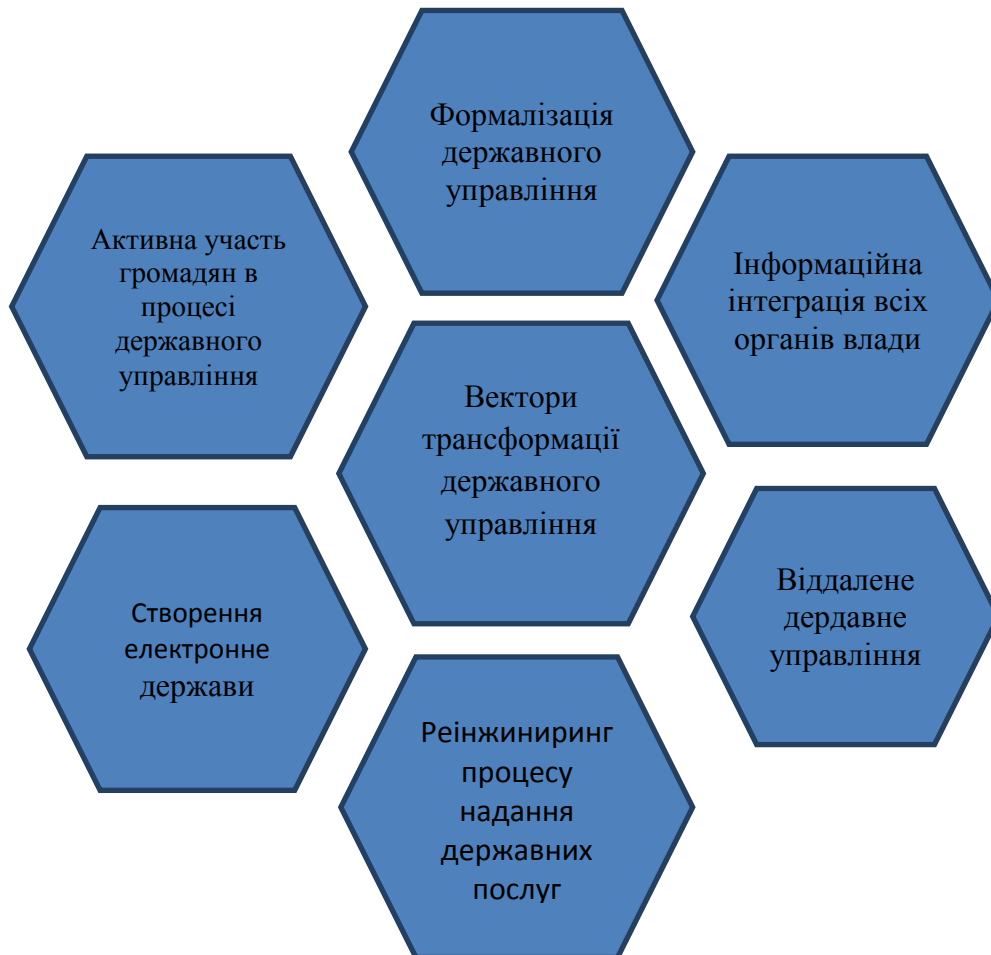 Формалізація
державного
управління
Активна участь
громадян в
процесі
державного
управління
Інформаційна
інтеграція всіх
органів влади
Вектори
трансформації
державного
управління
Створення
електронне
держави
Віддалене
дердавне
управління
Реінжиниринг
процесу
надання
державних
послуг